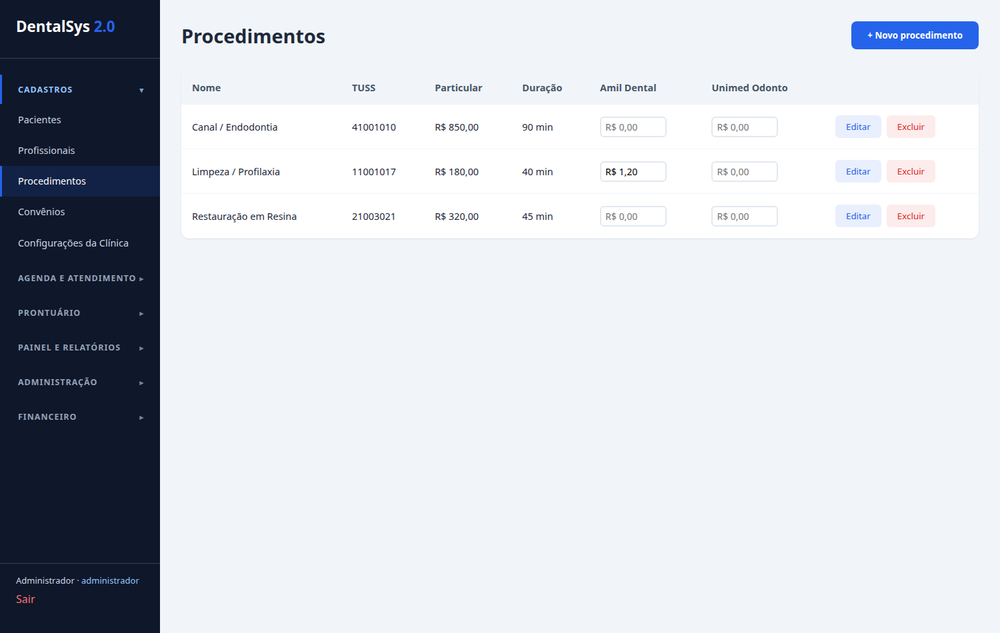 DentalSys 2.0
CADASTROS ▾
Pacientes
Profissionais
Procedimentos
Convênios
Configurações da Clínica
AGENDA E ATENDIMENTO ▸
PRONTUÁRIO ▸
PAINEL E RELATÓRIOS ▸
ADMINISTRAÇÃO ▸
FINANCEIRO ▸
Administrador · administrador
Sair
Procedimentos
+ Novo procedimento
Nome TUSS Particular Duração Amil Dental Unimed Odonto
Canal / Endodontia 41001010 R$ 850,00 90 min R$ 0,00 R$ 0,00 Editar Excluir
Limpeza / Profilaxia 11001017 R$ 180,00 40 min R$ 1,20 R$ 0,00 Editar Excluir
Restauração em Resina 21003021 R$ 320,00 45 min R$ 0,00 R$ 0,00 Editar Excluir